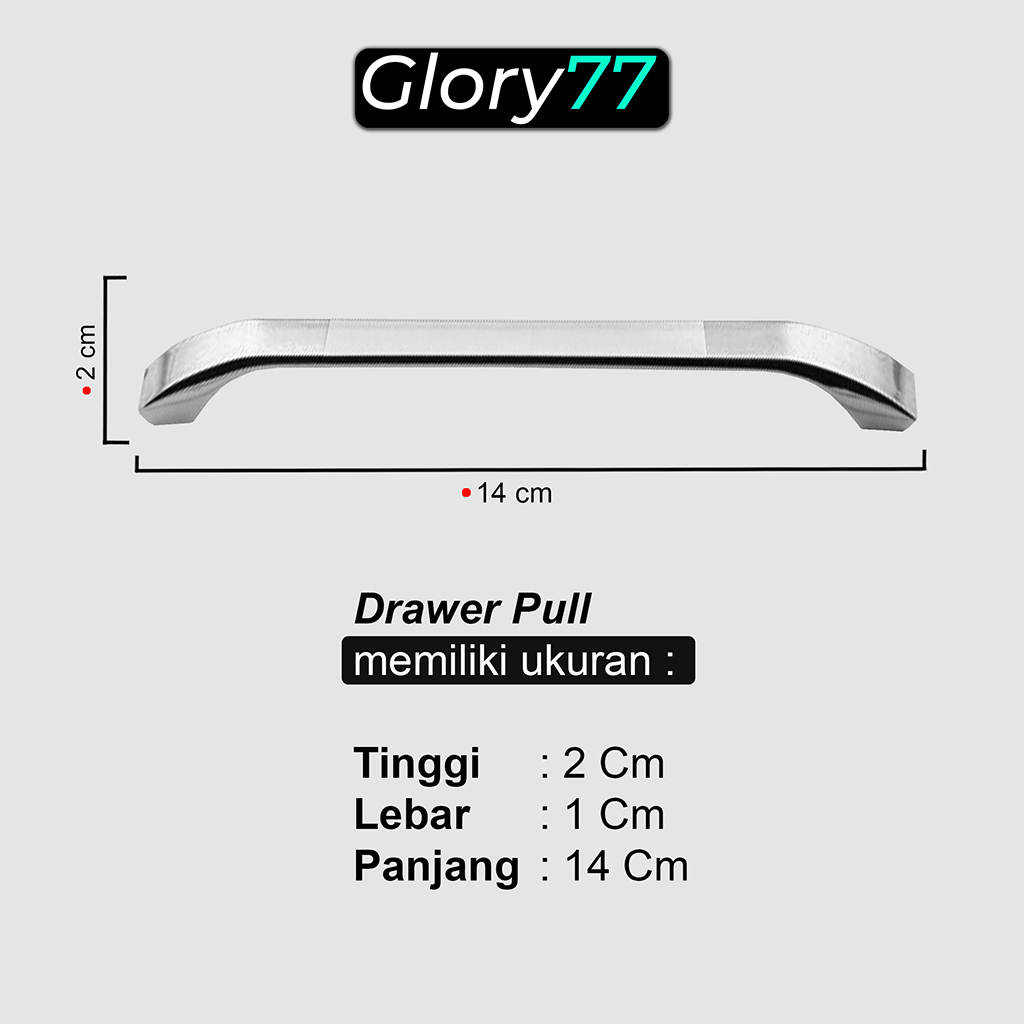 Glory77
• 2 cm
• 14 cm
Drawer Pull
memiliki ukuran :
Tinggi : 2 Cm
Lebar : 1 Cm
Panjang : 14 Cm